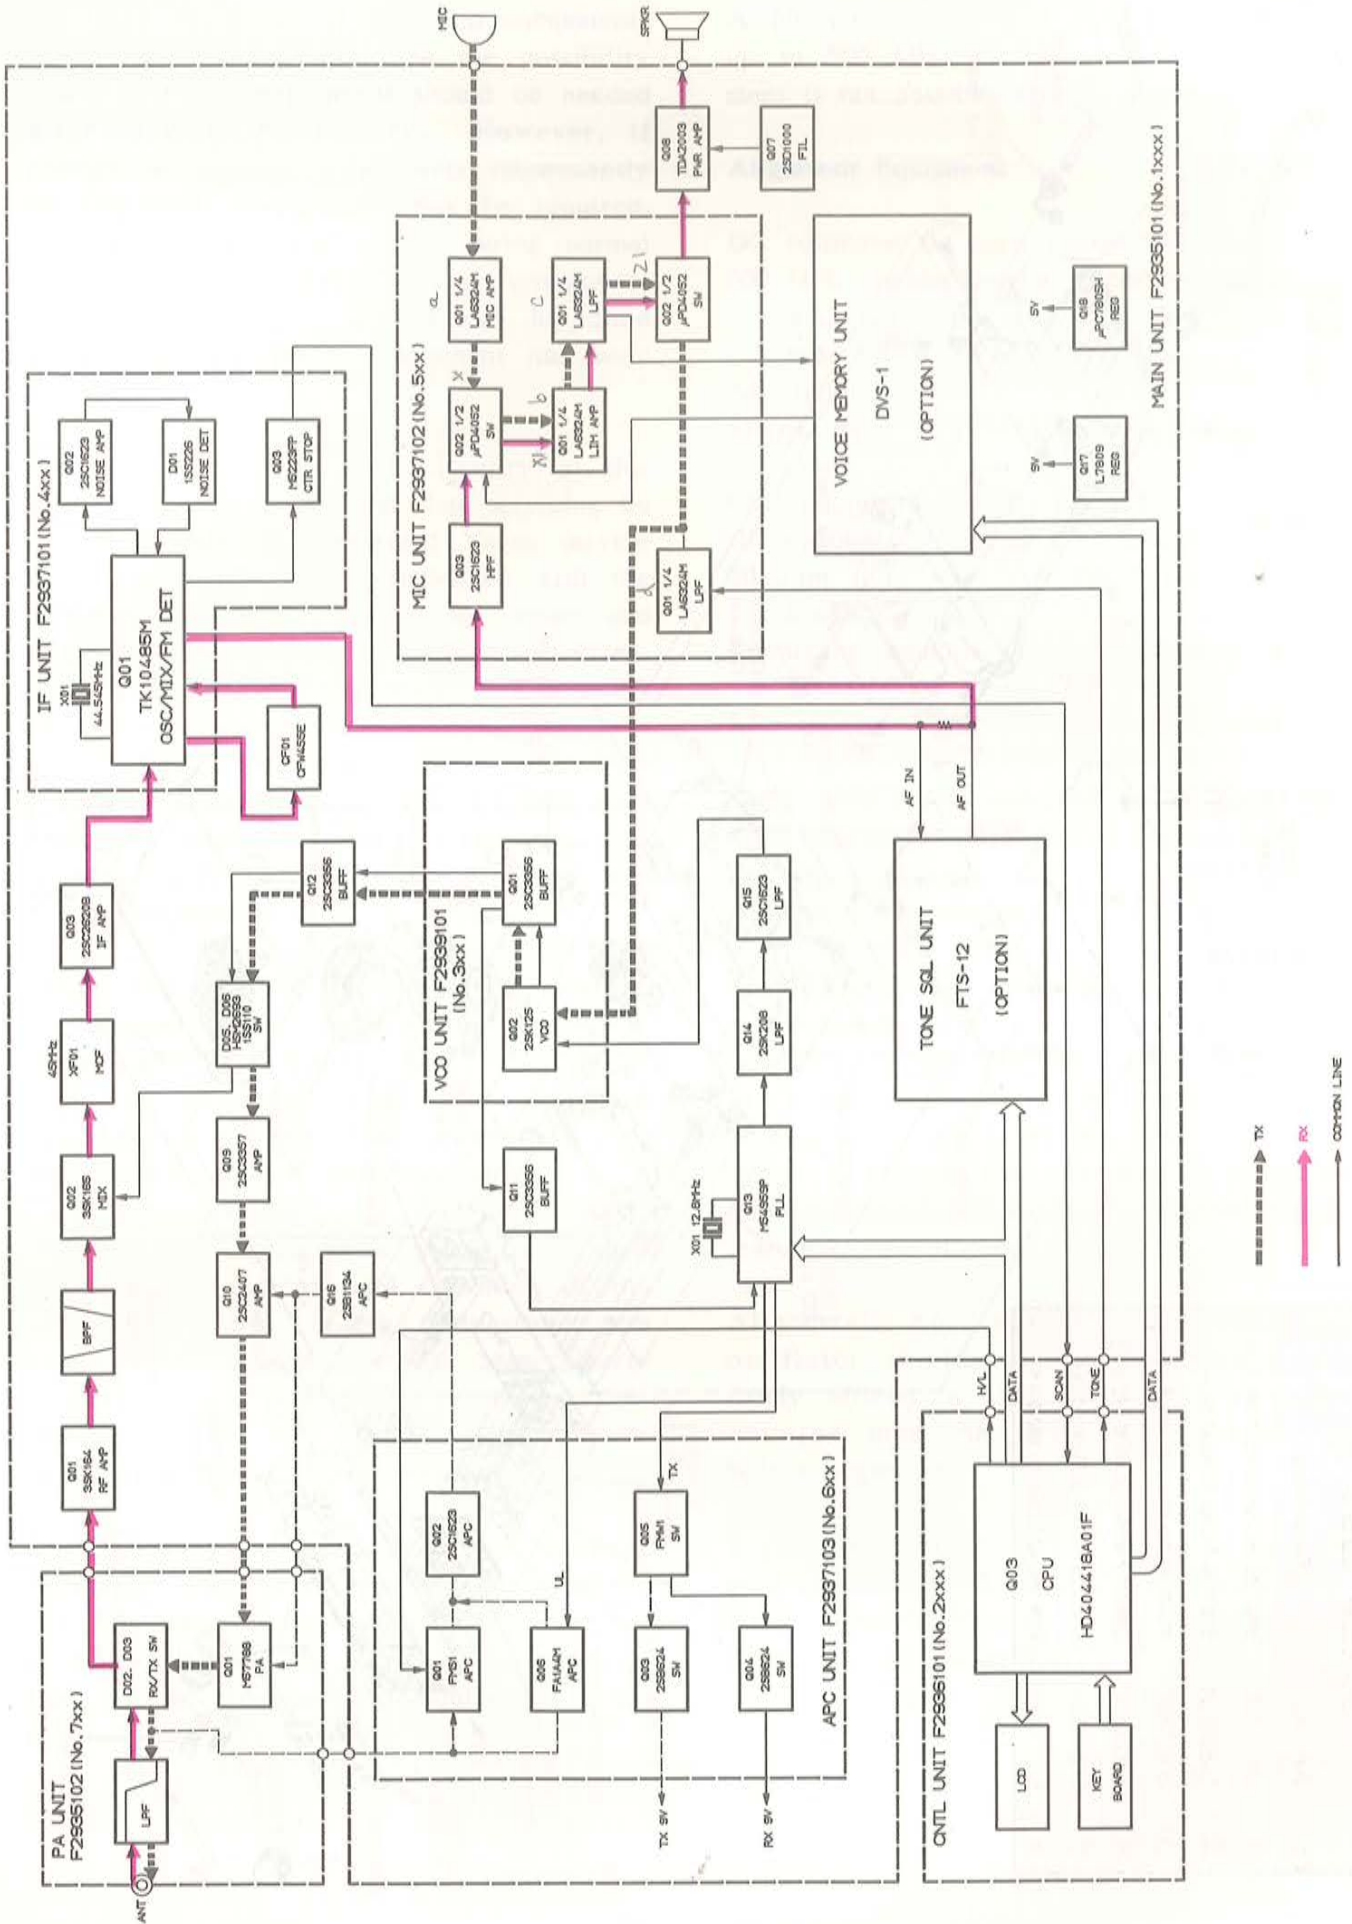 PA UNIT
F2935102(No.7xx)
ANT
LPF
D02, D03
RX/TX SW
Q01
M57788
PA
Q01
3SK164
RF AMP
BPF
Q02
3SK165
MIX
45MHz
XF01
MCF
Q03
2SC2620B
IF AMP
IF UNIT F2937101(No.4xx)
X01
44.545MHz
Q01
TK10485M
OSC/MIX/FM DET
CF01
CFW455E
Q02
2SC1623
NOISE AMP
D01
1SS226
NOISE DET
Q03
M5223FP
CTR STOP
Q10
2SC2407
AMP
Q09
2SC3357
AMP
D05, D06
HSM2693
1SS110
SW
Q12
2SC3356
BUFF
Q16
2SB1134
APC
VCO UNIT F2939101
(No.3xx)
Q02
2SK125
VCO
Q01
2SC3356
BUFF
Q11
2SC3356
BUFF
MIC UNIT F2937102(No.5xx)
Q03
2SC1623
HPF
Q02 1/2
µPD4052
SW
x
Q01 1/4
LA6324M
MIC AMP
a
MIC
Q01 1/4
LA6324M
LIM AMP
b
Q01 1/4
LA6324M
LPF
c
Q01 1/4
LA6324M
LPF
d
Q02 1/2
µPD4052
SW
21
Q08
TDA2003
PWR AMP
SPKR
Q07
2SD1000
FIL
APC UNIT F2937103(No.6xx)
Q01
FMS1
APC
Q02
2SC1623
APC
Q06
FA1A4M
APC
UL
Q03
2SB624
SW
Q05
FMW1
SW
TX
Q04
2SB624
SW
TX 9V
RX 9V
X01 12.8MHz
Q13
M54959P
PLL
Q14
2SK208
LPF
Q15
2SC1623
LPF
TONE SQL UNIT
FTS-12
(OPTION)
AF IN
AF OUT
VOICE MEMORY UNIT
DVS-1
(OPTION)
CNTL UNIT F2936101(No.2xxx)
LCD
KEY
BOARD
Q03
CPU
HD404418A01F
H/L
DATA
SCAN
TONE
DATA
9V
Q17
L7809
REG
5V
Q18
µPC7805H
REG
MAIN UNIT F2935101(No.1xxx)
TX
RX
COMMON LINE